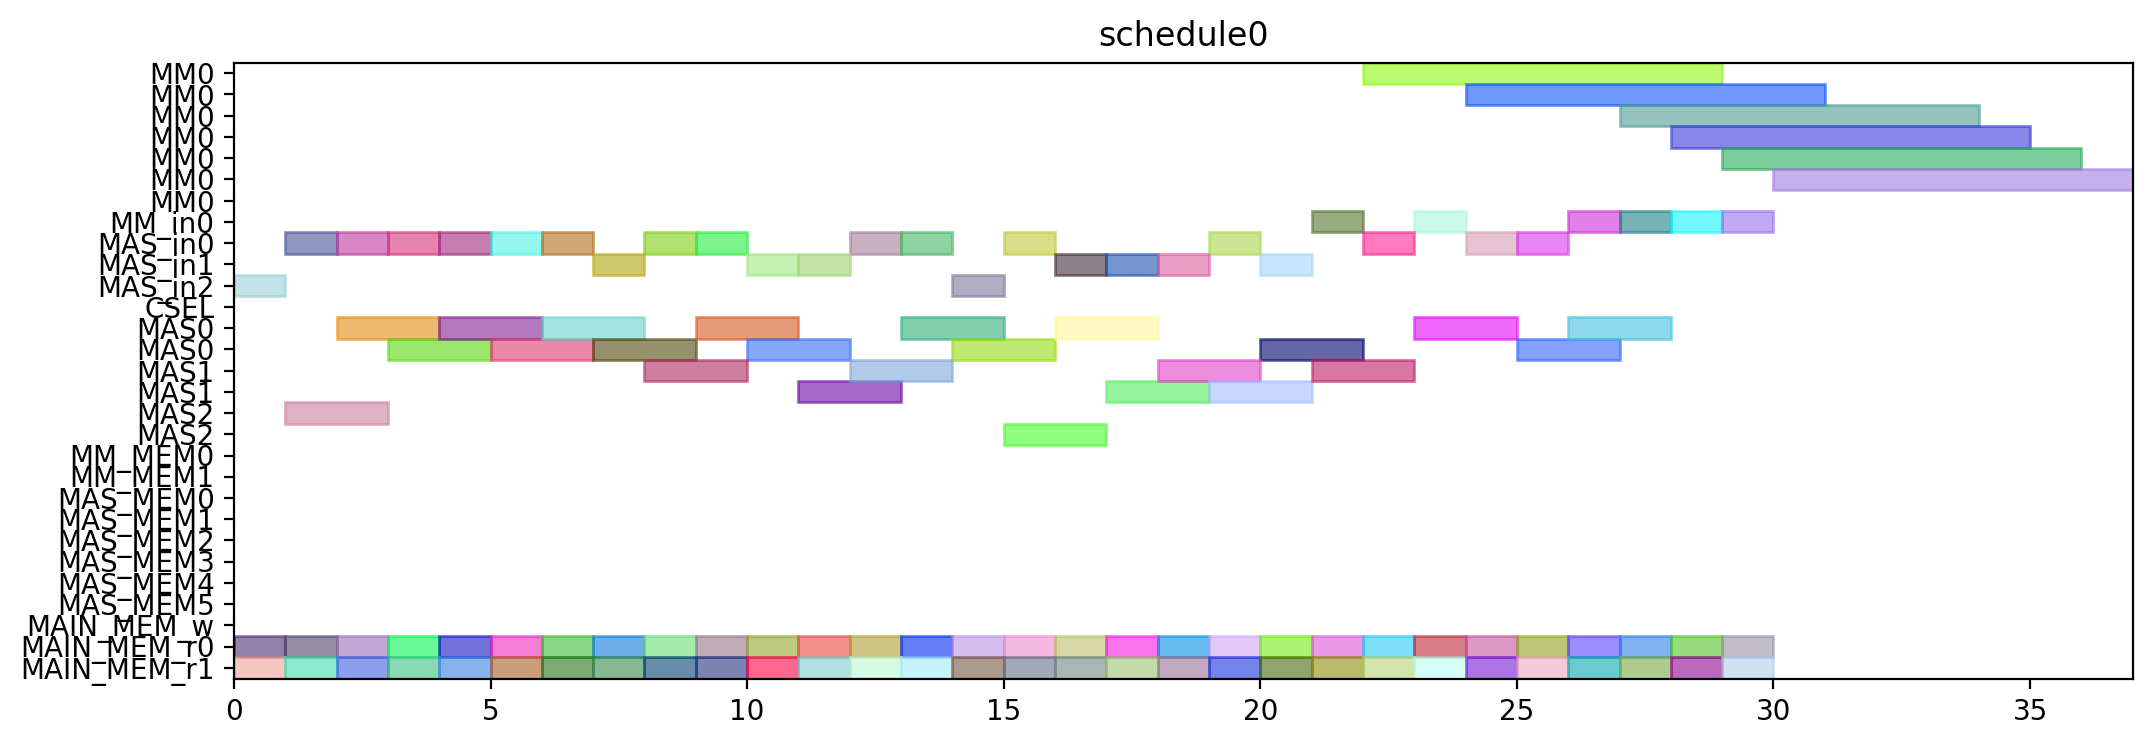 schedule0
MM0
MM0
MM0
MM0
MM0
MM0
MM0
MM_in0
MAS_in0
MAS_in1
MAS_in2
CSEL
MAS0
MAS0
MAS1
MAS1
MAS2
MAS2
MM_MEM0
MM_MEM1
MAS_MEM0
MAS_MEM1
MAS_MEM2
MAS_MEM3
MAS_MEM4
MAS_MEM5
MAIN_MEM_w
MAIN_MEM_r0
MAIN_MEM_r1
0 5 10 15 20 25 30 35